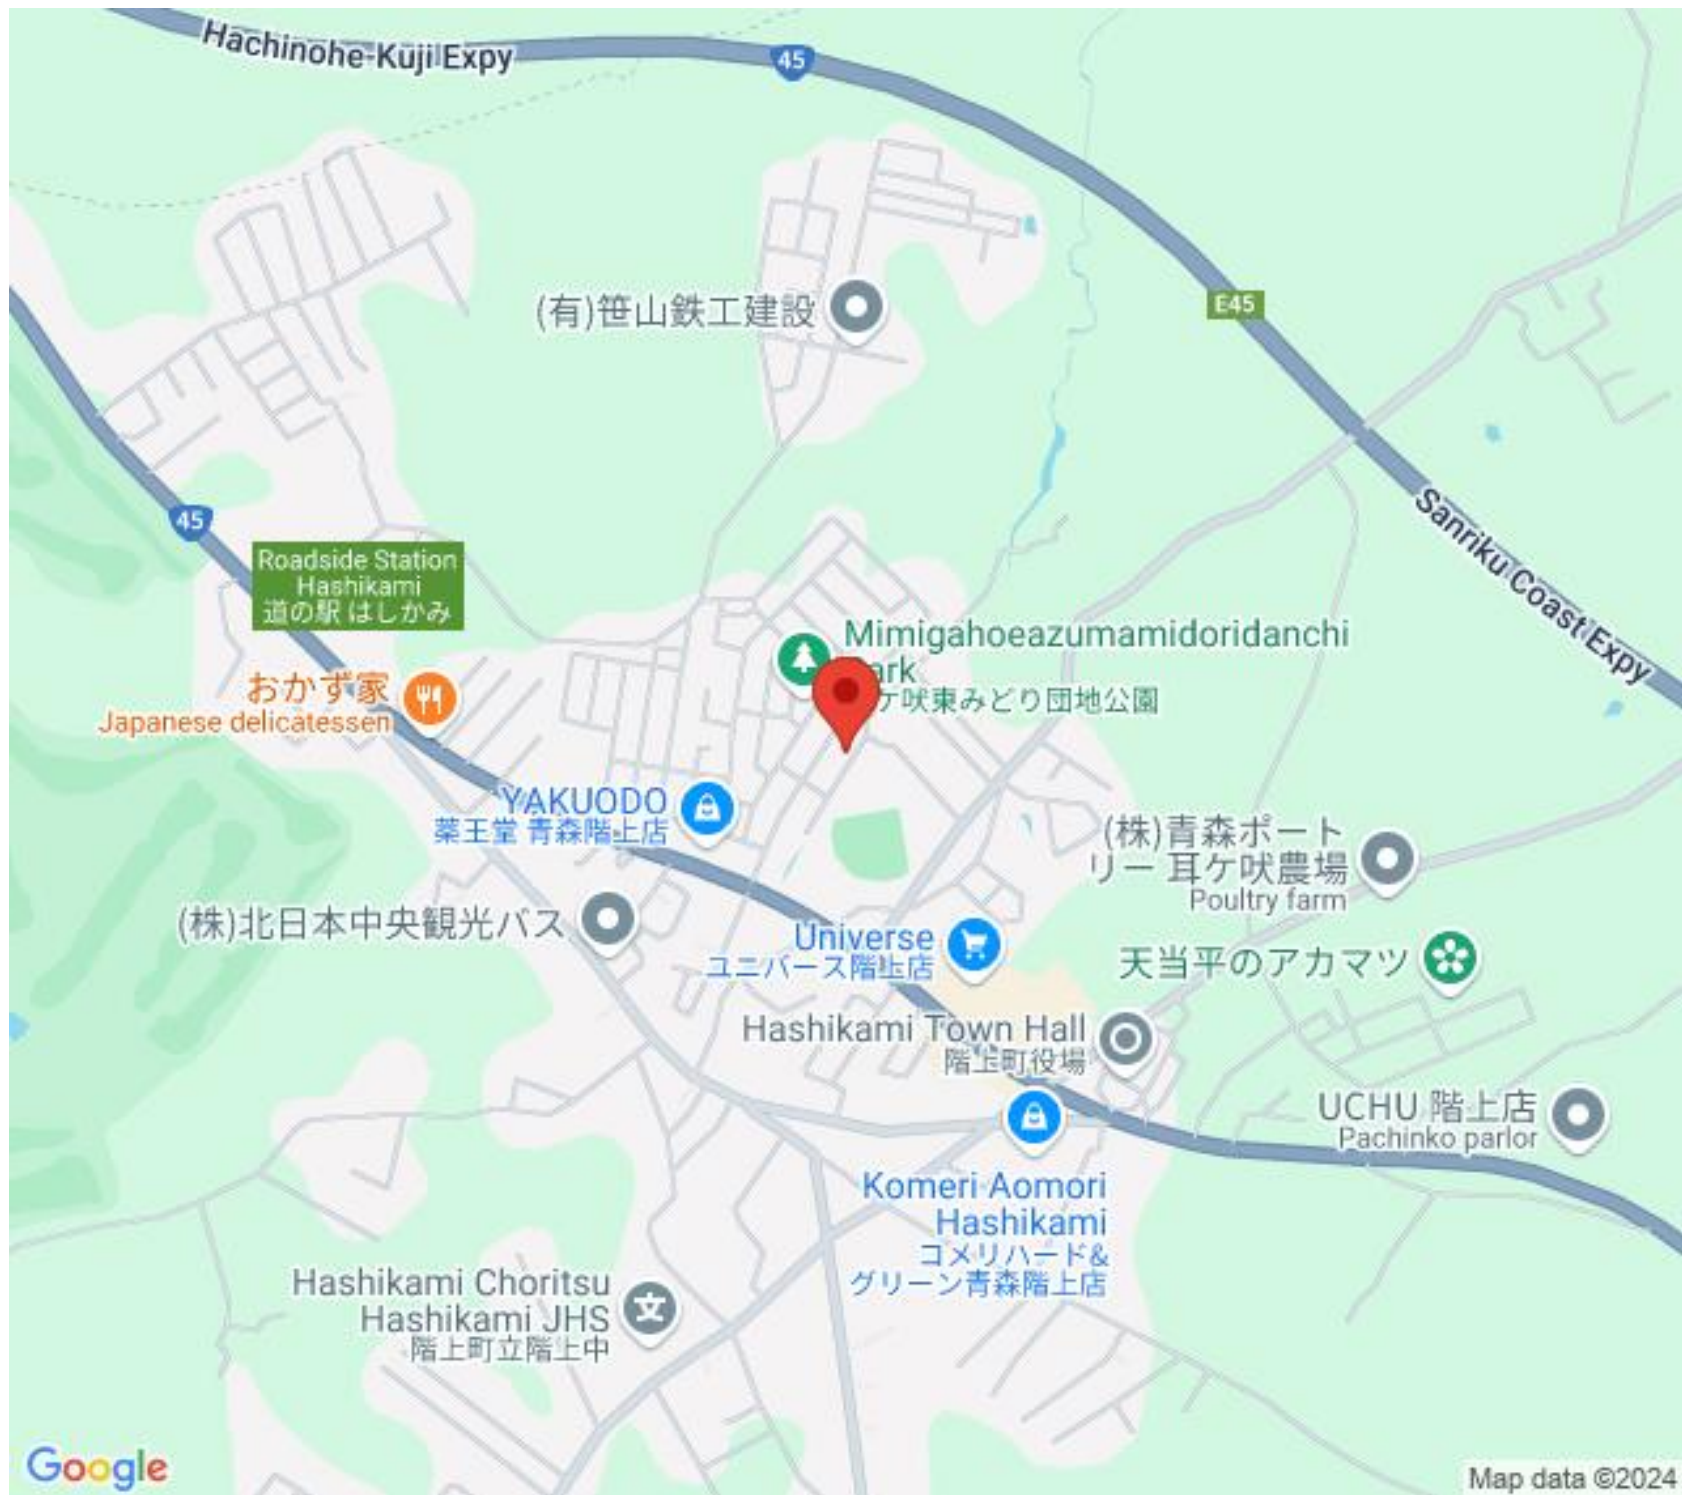 Hachinohe-Kuji Expy
45
(有)笹山鉄工建設
E45
Sanriku Coast Expy
45
Roadside Station
Hashikami
道の駅 はしかみ
Mimigahoeazumamidoridanchi
ark
ケ吠東みどり団地公園
おかず家
Japanese delicatessen
YAKUODO
薬王堂 青森階上店
(株)青森ポート
リー 耳ケ吠農場
Poultry farm
(株)北日本中央観光バス
Universe
ユニバース階上店
天当平のアカマツ
Hashikami Town Hall
階上町役場
UCHU 階上店
Pachinko parlor
Komeri Aomori
Hashikami
コメリハード&
グリーン青森階上店
Hashikami Choritsu
Hashikami JHS
階上町立階上中
文
Google
Map data ©2024